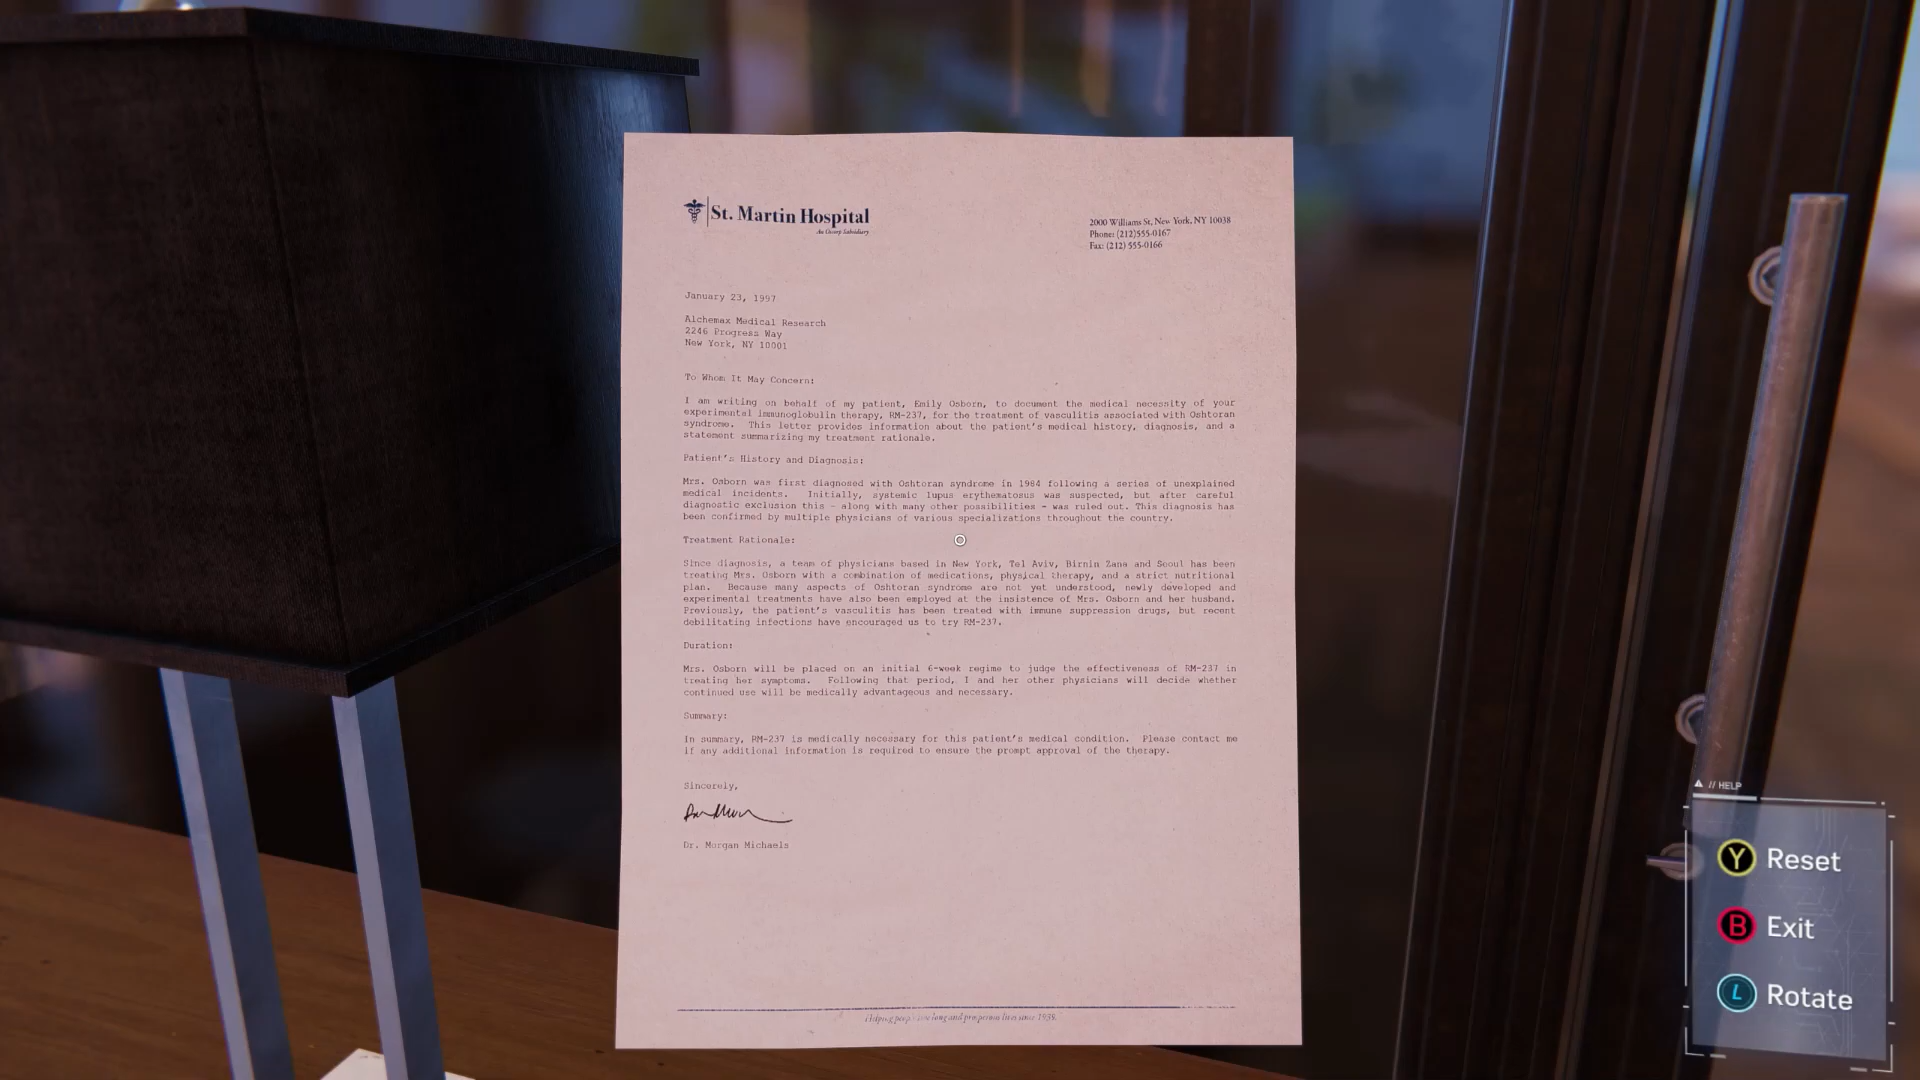 St. Martin Hospital
An Oscorp Subsidiary
2000 Williams St, New York, NY 10038
Phone: (212)555-0167
Fax: (212) 555-0166
January 23, 1997
Alchemax Medical Research
2246 Progress Way
New York, NY 10001
To Whom It May Concern:
I am writing on behalf of my patient, Emily Osborn, to document the medical necessity of your
experimental immunoglobulin therapy, RM-237, for the treatment of vasculitis associated with Oshtoran
syndrome. This letter provides information about the patient's medical history, diagnosis, and a
statement summarizing my treatment rationale.
Patient's History and Diagnosis:
Mrs. Osborn was first diagnosed with Oshtoran syndrome in 1984 following a series of unexplained
medical incidents. Initially, systemic lupus erythematosus was suspected, but after careful
diagnostic exclusion this - along with many other possibilities - was ruled out. This diagnosis has
been confirmed by multiple physicians of various specializations throughout the country.
Treatment Rationale:
Since diagnosis, a team of physicians based in New York, Tel Aviv, Birnin Zana and Seoul has been
treating Mrs. Osborn with a combination of medications, physical therapy, and a strict nutritional
plan. Because many aspects of Oshtoran syndrome are not yet understood, newly developed and
experimental treatments have also been employed at the insistence of Mrs. Osborn and her husband.
Previously, the patient's vasculitis has been treated with immune suppression drugs, but recent
debilitating infections have encouraged us to try RM-237.
Duration:
Mrs. Osborn will be placed on an initial 6-week regime to judge the effectiveness of RM-237 in
treating her symptoms. Following that period, I and her other physicians will decide whether
continued use will be medically advantageous and necessary.
Summary:
In summary, RM-237 is medically necessary for this patient's medical condition. Please contact me
if any additional information is required to ensure the prompt approval of the therapy.
Sincerely,
Dr. Morgan Michaels
Helping people live long and prosperous lives since 1938.
// HELP
Y Reset
B Exit
L Rotate